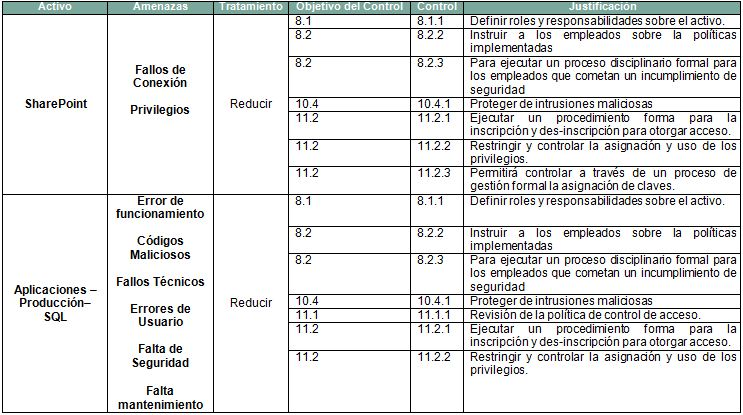 Activo Amenazas Tratamiento Objetivo del Control Control Justificación
SharePoint
Fallos de
Conexión
Privilegios
Reducir
8.1 8.1.1 Definir roles y responsabilidades sobre el activo.
8.2 8.2.2 Instruir a los empleados sobre la políticas
implementadas
8.2 8.2.3 Para ejecutar un proceso disciplinario formal para
los empleados que cometan un incumplimiento de
seguridad
10.4 10.4.1 Proteger de intrusiones maliciosas
11.2 11.2.1 Ejecutar un procedimiento forma para la
inscripción y des-inscripción para otorgar acceso.
11.2 11.2.2 Restringir y controlar la asignación y uso de los
privilegios.
11.2 11.2.3 Permitirá controlar a través de un proceso de
gestión formal la asignación de claves.
Aplicaciones –
Producción–
SQL
Error de
funcionamiento
Códigos
Maliciosos
Fallos Técnicos
Errores de
Usuario
Falta de
Seguridad
Falta
mantenimiento
Reducir
8.1 8.1.1 Definir roles y responsabilidades sobre el activo.
8.2 8.2.2 Instruir a los empleados sobre la políticas
implementadas
8.2 8.2.3 Para ejecutar un proceso disciplinario formal para
los empleados que cometan un incumplimiento de
seguridad
10.4 10.4.1 Proteger de intrusiones maliciosas
11.1 11.1.1 Revisión de la política de control de acceso.
11.2 11.2.1 Ejecutar un procedimiento forma para la
inscripción y des-inscripción para otorgar acceso.
11.2 11.2.2 Restringir y controlar la asignación y uso de los
privilegios.